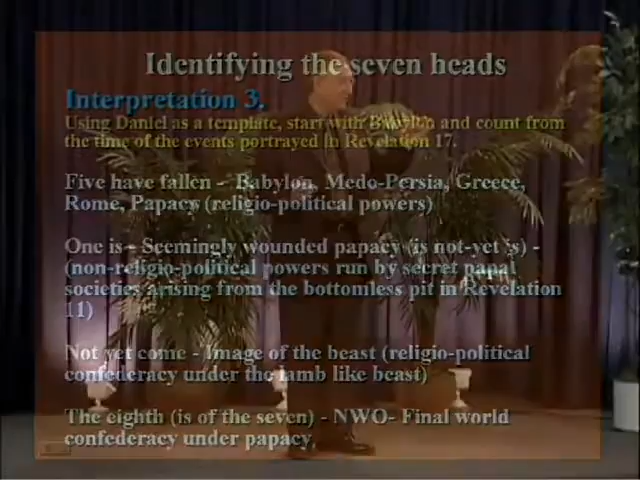 Identifying the seven heads
Interpretation 3.
Using Daniel as a template, start with Babylon and count from
the time of the events portrayed in Revelation 17.
Five have fallen - Babylon, Medo-Persia, Greece,
Rome, Papacy (religio-political powers)
One is - Seemingly wounded papacy (is not-yet 's) -
(non-religio-political powers run by secret papal
societies arising from the bottomless pit in Revelation
11)
Not yet come - Image of the beast (religio-political
confederacy under the lamb like beast)
The eighth (is of the seven) - NWO- Final world
confederacy under papacy.